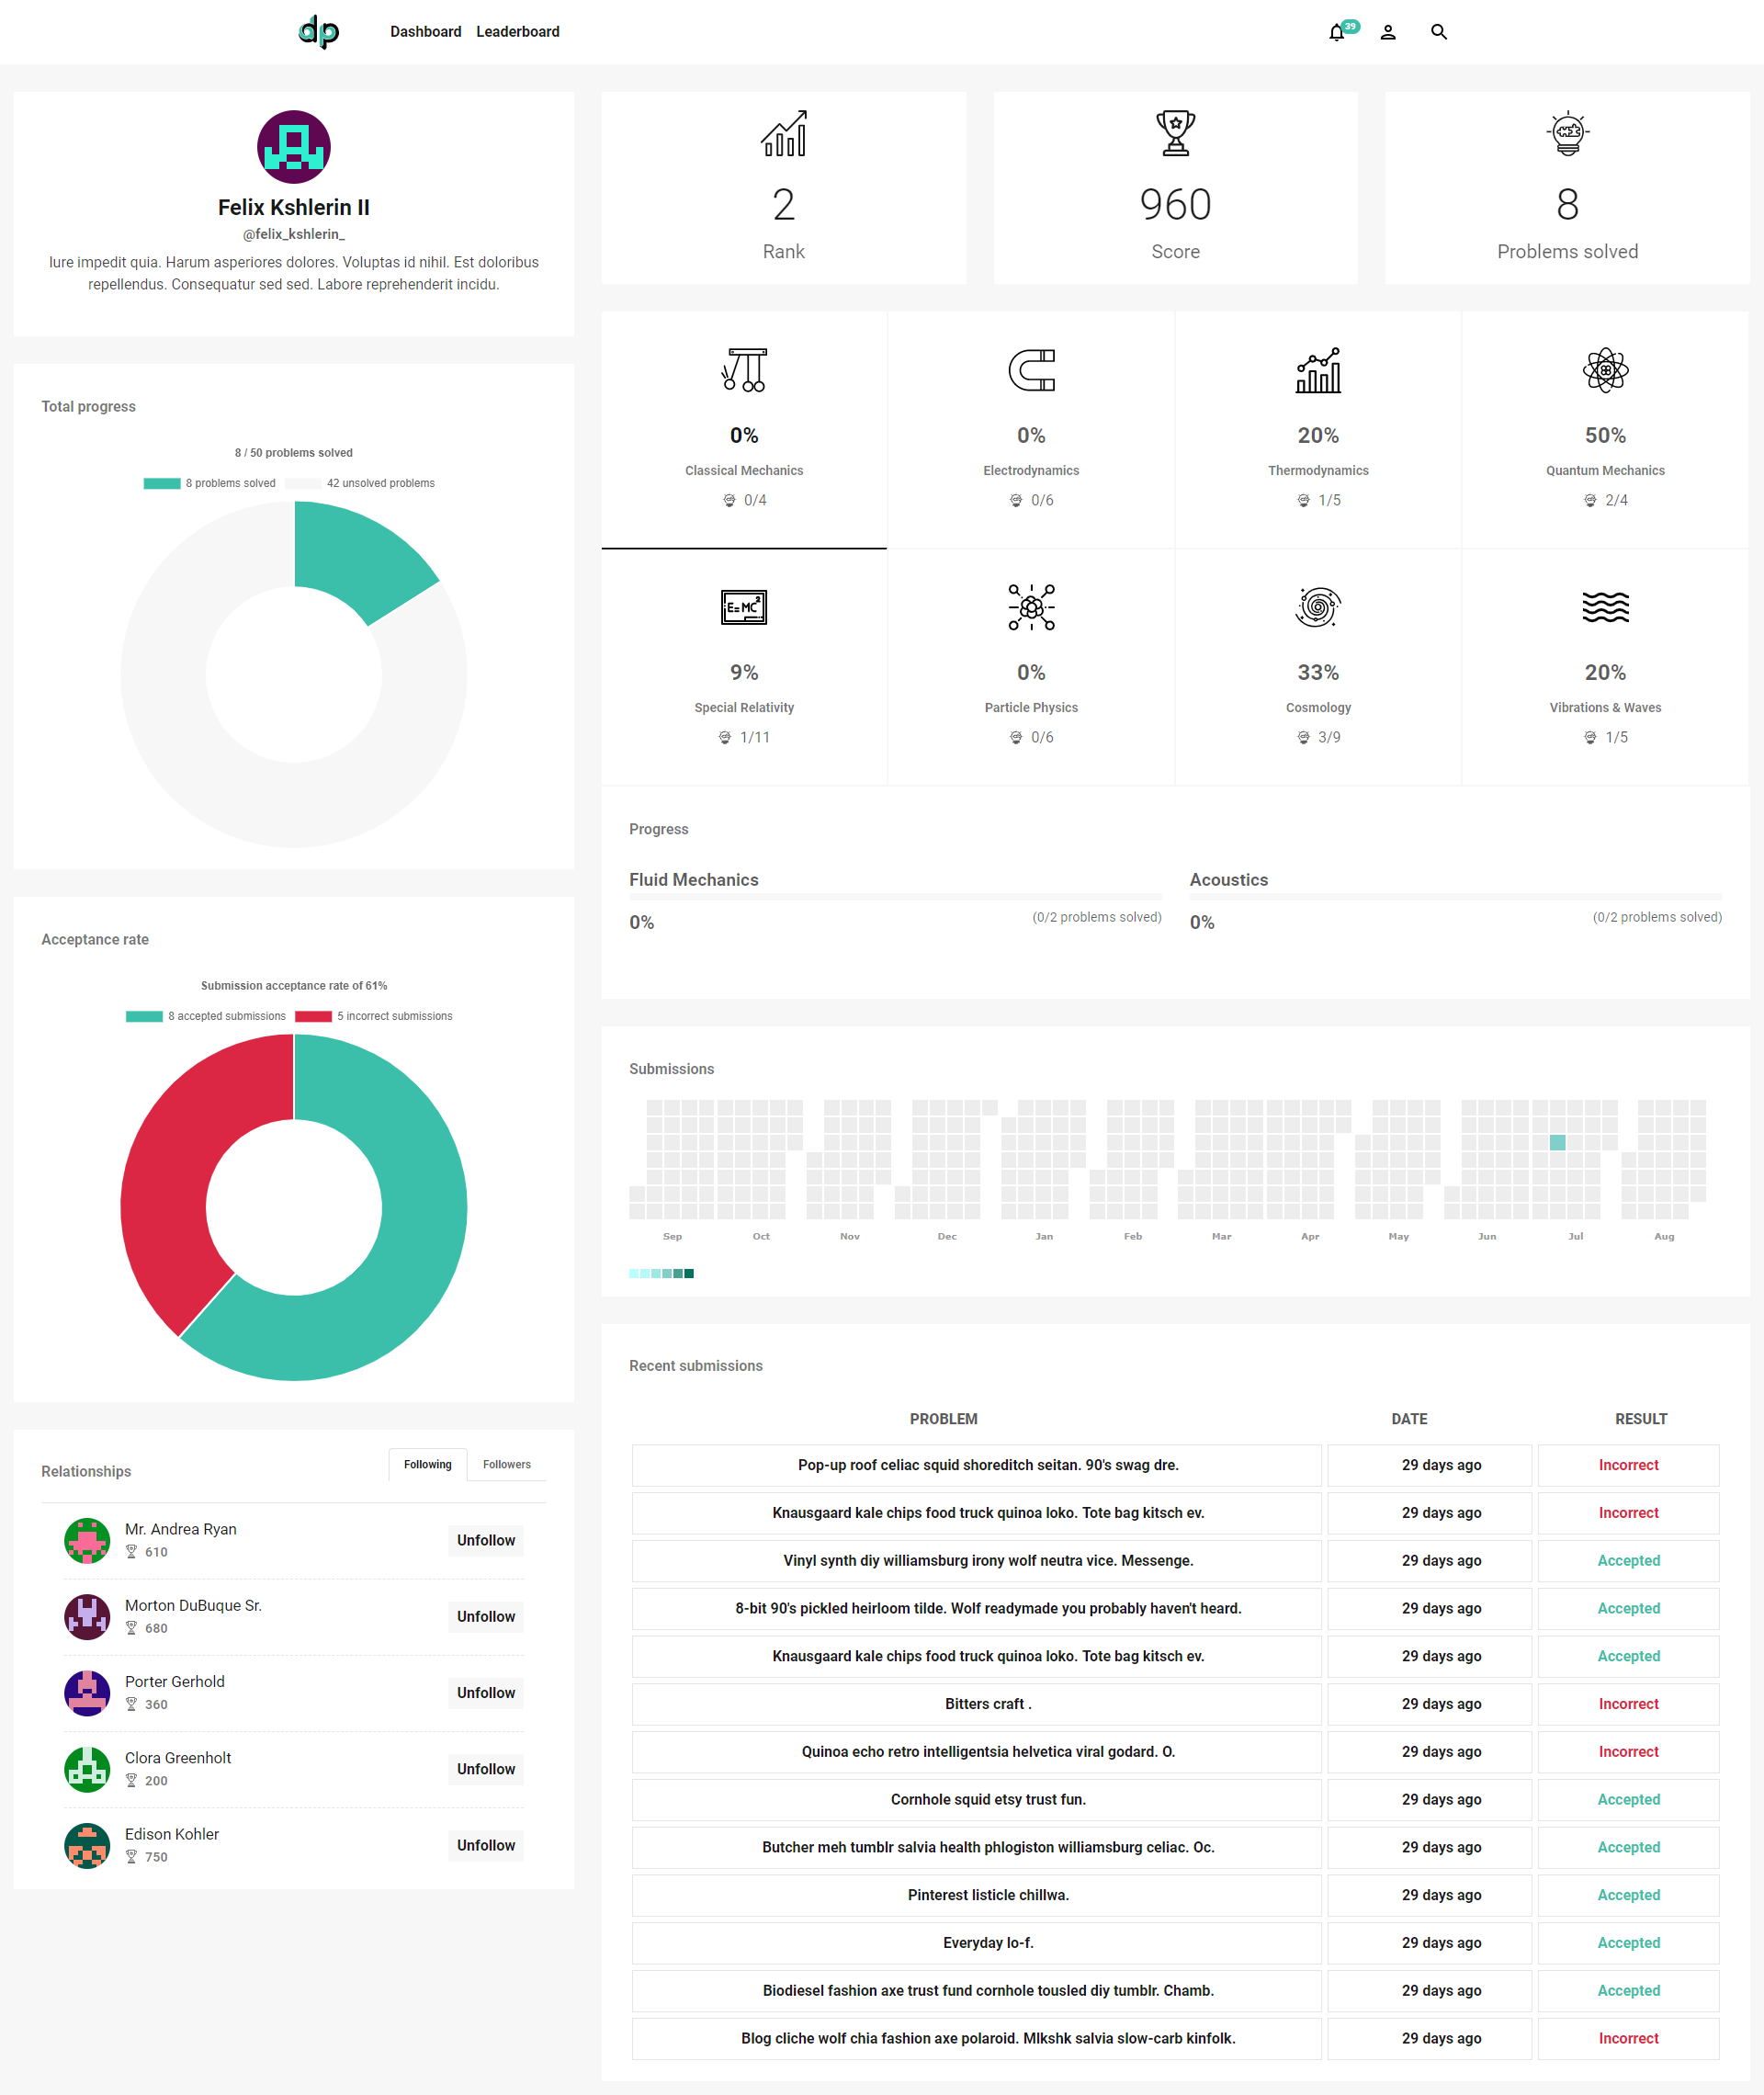 dp
Dashboard Leaderboard
39
Felix Kshlerin II
@felix_kshlerin_
Iure impedit quia. Harum asperiores dolores. Voluptas id nihil. Est doloribus
repellendus. Consequatur sed sed. Labore reprehenderit incidu.
Total progress
8 / 50 problems solved
8 problems solved 42 unsolved problems
Acceptance rate
Submission acceptance rate of 61%
8 accepted submissions 5 incorrect submissions
Relationships Following Followers
Mr. Andrea Ryan
610
Unfollow
Morton DuBuque Sr.
680
Unfollow
Porter Gerhold
360
Unfollow
Clora Greenholt
200
Unfollow
Edison Kohler
750
Unfollow
2
Rank
960
Score
8
Problems solved
0%
Classical Mechanics
0/4
0%
Electrodynamics
0/6
20%
Thermodynamics
1/5
50%
Quantum Mechanics
2/4
E=MC2
9%
Special Relativity
1/11
0%
Particle Physics
0/6
33%
Cosmology
3/9
20%
Vibrations & Waves
1/5
Progress
Fluid Mechanics
0% (0/2 problems solved)
Acoustics
0% (0/2 problems solved)
Submissions
Sep Oct Nov Dec Jan Feb Mar Apr May Jun Jul Aug
Recent submissions
PROBLEM DATE RESULT
Pop-up roof celiac squid shoreditch seitan. 90's swag dre. 29 days ago Incorrect
Knausgaard kale chips food truck quinoa loko. Tote bag kitsch ev. 29 days ago Incorrect
Vinyl synth diy williamsburg irony wolf neutra vice. Messenge. 29 days ago Accepted
8-bit 90's pickled heirloom tilde. Wolf readymade you probably haven't heard. 29 days ago Accepted
Knausgaard kale chips food truck quinoa loko. Tote bag kitsch ev. 29 days ago Accepted
Bitters craft . 29 days ago Incorrect
Quinoa echo retro intelligentsia helvetica viral godard. O. 29 days ago Incorrect
Cornhole squid etsy trust fun. 29 days ago Accepted
Butcher meh tumblr salvia health phlogiston williamsburg celiac. Oc. 29 days ago Accepted
Pinterest listicle chillwa. 29 days ago Accepted
Everyday lo-f. 29 days ago Accepted
Biodiesel fashion axe trust fund cornhole tousled diy tumblr. Chamb. 29 days ago Accepted
Blog cliche wolf chia fashion axe polaroid. Mlkshk salvia slow-carb kinfolk. 29 days ago Incorrect